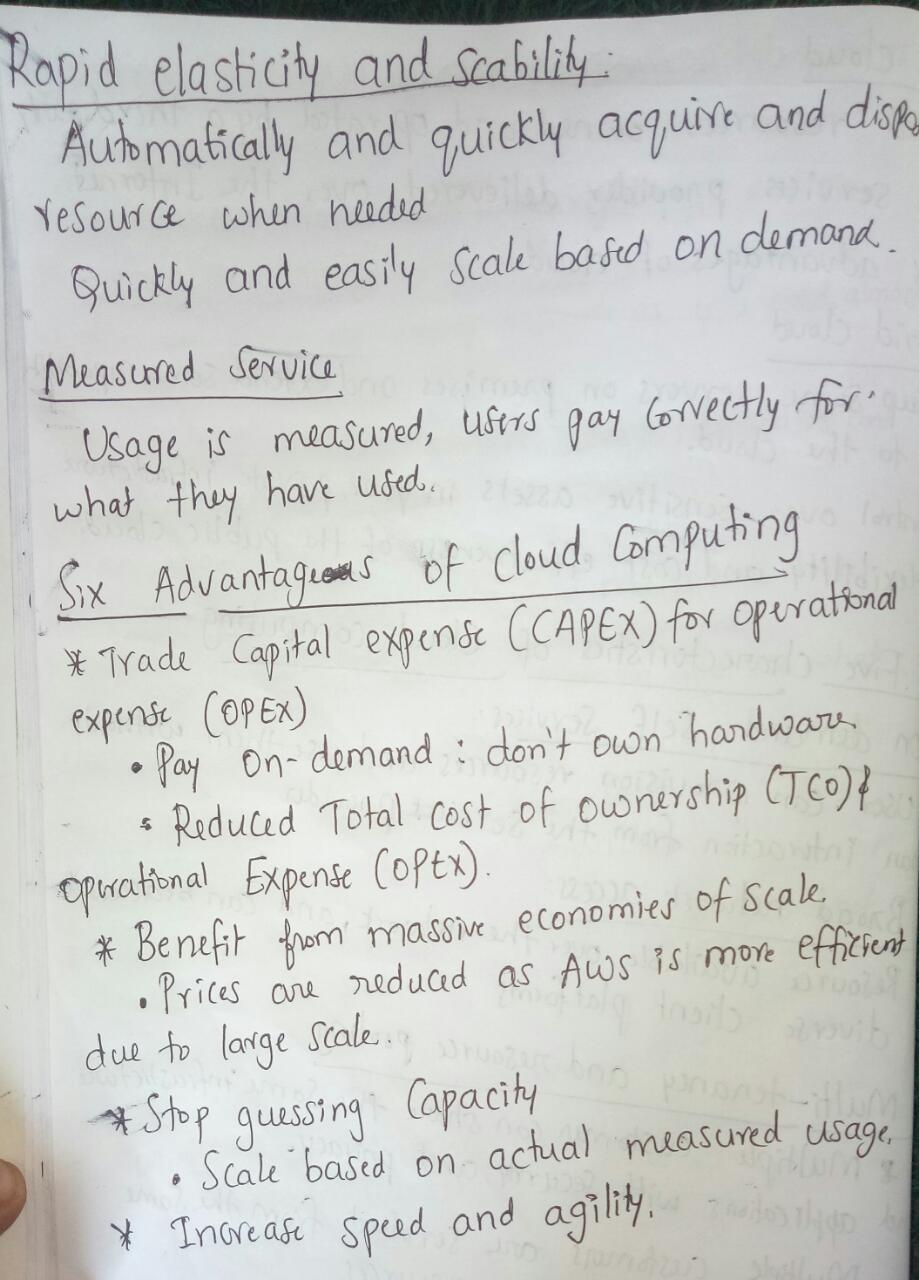 Rapid elasticity and Scability.
Automatically and quickly acquire and dispo
resource when needed
Quickly and easily Scale based on demand.
Measured Service
Usage is measured, users pay Correctly for
what they have used.
Six Advantages of Cloud Computing
* Trade Capital expense (CAPEX) for operational
expense (OPEX)
• Pay On-demand : don't own hardware
• Reduced Total Cost of ownership (TCO) &
operational Expense (OPEX).
* Benefit from massive economies of scale.
• Prices are reduced as AWS is more efficient
due to large scale.
* Stop guessing Capacity
• Scale based on actual measured usage.
* Increase speed and agility.